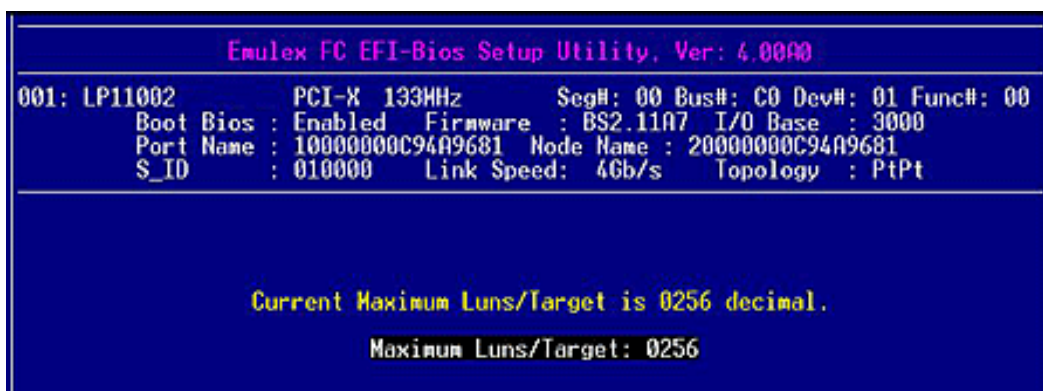 Emulex FC EFI-Bios Setup Utility, Ver: 4.00A0
001: LP11002 PCI-X 133MHz Seg#: 00 Bus#: C0 Dev#: 01 Func#: 00
Boot Bios : Enabled Firmware : BS2.11A7 I/O Base : 3000
Port Name : 10000000C94A9681 Node Name : 20000000C94A9681
S_ID : 010000 Link Speed: 4Gb/s Topology : PtPt
Current Maximum Luns/Target is 0256 decimal.
Maximum Luns/Target: 0256